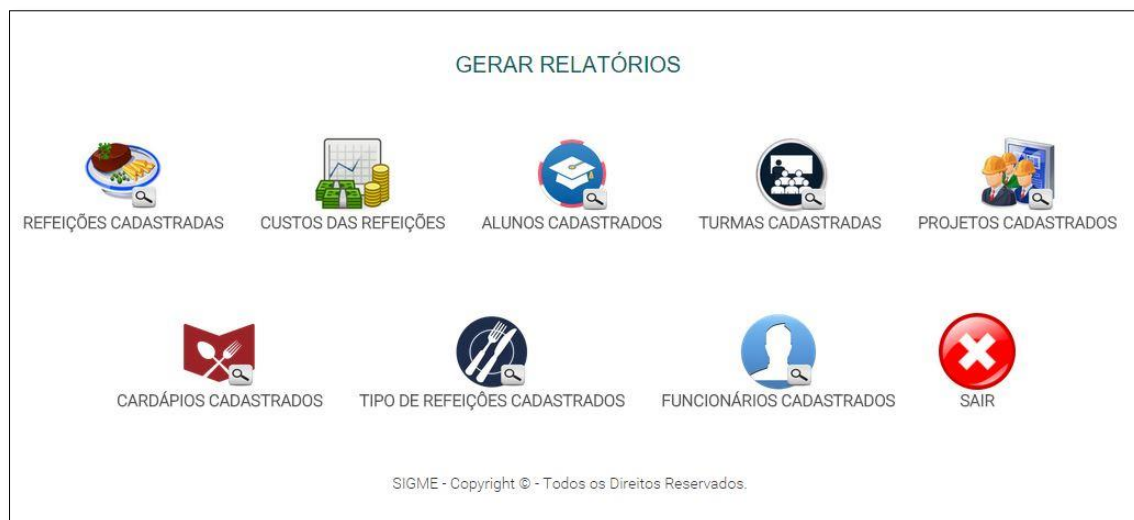 GERAR RELATÓRIOS
REFEIÇÕES CADASTRADAS
CUSTOS DAS REFEIÇÕES
ALUNOS CADASTRADOS
TURMAS CADASTRADAS
PROJETOS CADASTRADOS
CARDÁPIOS CADASTRADOS
TIPO DE REFEIÇÔES CADASTRADOS
FUNCIONÁRIOS CADASTRADOS
SAIR
SIGME - Copyright © - Todos os Direitos Reservados.